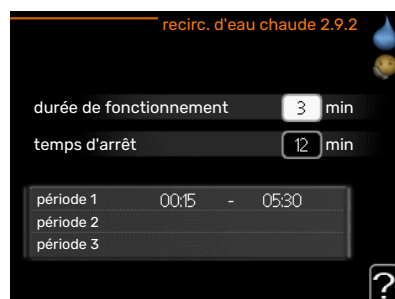 recirc. d'eau chaude 2.9.2
durée de fonctionnement 3 min
temps d'arrêt 12 min
période 1 00:15 - 05:30
période 2
période 3
?